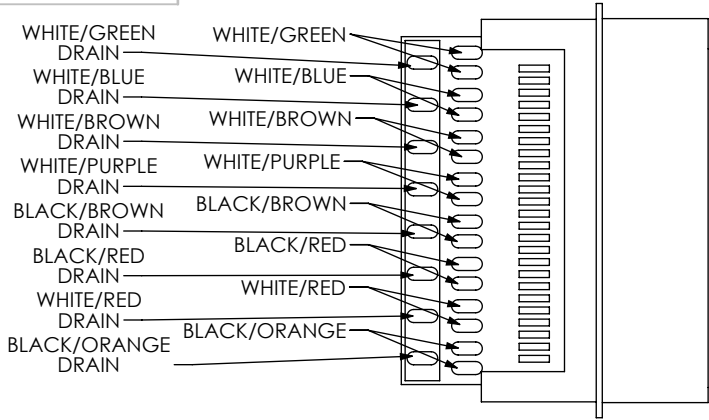 WHITE/GREEN
DRAIN
WHITE/BLUE
DRAIN
WHITE/BROWN
DRAIN
WHITE/PURPLE
DRAIN
BLACK/BROWN
DRAIN
BLACK/RED
DRAIN
WHITE/RED
DRAIN
BLACK/ORANGE
DRAIN
WHITE/GREEN
WHITE/BLUE
WHITE/BROWN
WHITE/PURPLE
BLACK/BROWN
BLACK/RED
WHITE/RED
BLACK/ORANGE